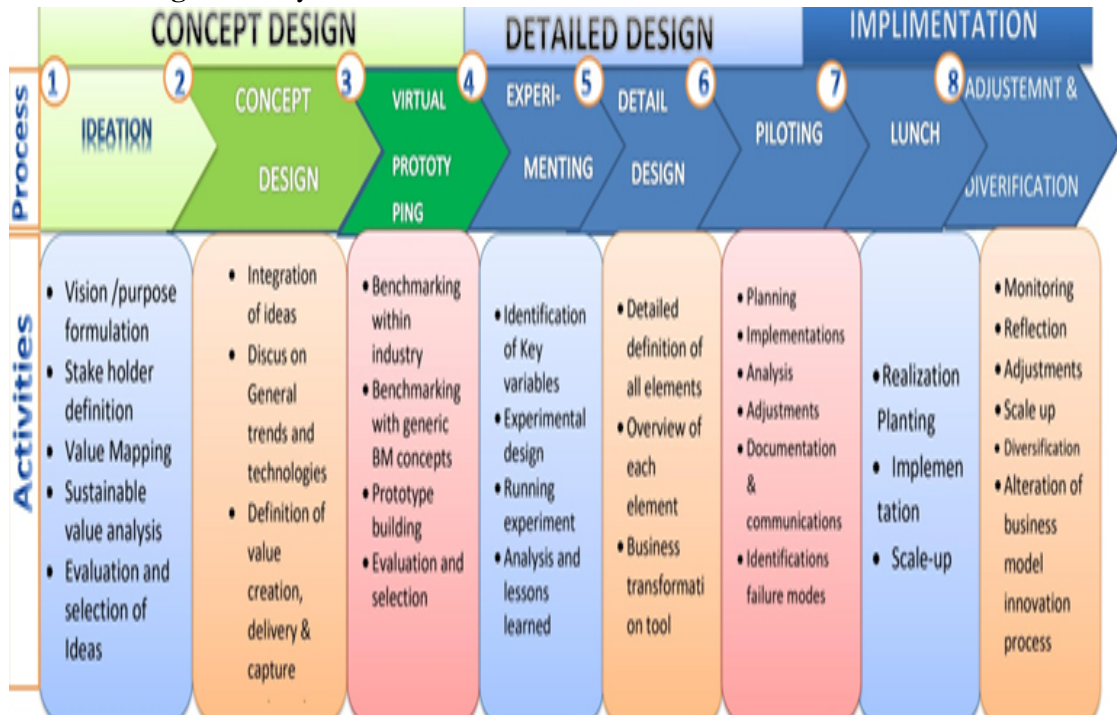 CONCEPT DESIGN
DETAILED DESIGN
IMPLIMENTATION
Process
1
IDEATION
2
CONCEPT
DESIGN
3
VIRTUAL
PROTOTY
PING
4
EXPERI-
MENTING
5
DETAIL
DESIGN
6
PILOTING
7
LUNCH
8
ADJUSTEMNT &
DIVERIFICATION
Activities
• Vision /purpose
formulation
• Stake holder
definition
• Value Mapping
• Sustainable
value analysis
• Evaluation and
selection of
Ideas
• Integration
of ideas
• Discus on
General
trends and
technologies
• Definition of
value
creation,
delivery &
capture
• Benchmarking
within
industry
• Benchmarking
with generic
BM concepts
• Prototype
building
• Evaluation and
selection
• Identification
of Key
variables
• Experimental
design
• Running
experiment
• Analysis and
lessons
learned
• Detailed
definition of
all elements
• Overview of
each
element
• Business
transformati
on tool
• Planning
• Implementations
• Analysis
• Adjustments
• Documentation
&
communications
• Identifications
failure modes
• Realization
Planting
• Implemen
tation
• Scale-up
• Monitoring
• Reflection
• Adjustments
• Scale up
• Diversification
• Alteration of
business
model
innovation
process